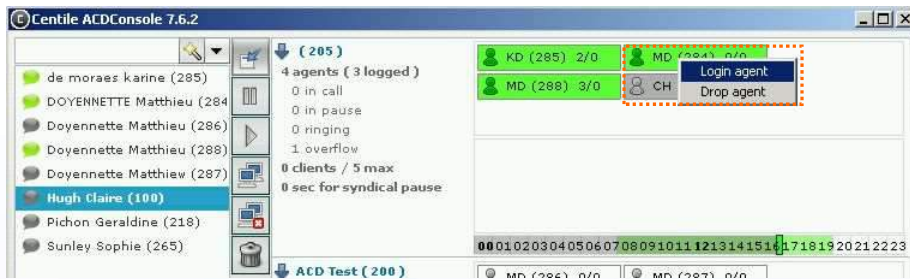 Centile ACDConsole 7.6.2
de moraes karine (285)
DOYENNETTE Matthieu (284
Doyennette Matthieu (286)
Doyennette Matthieu (288)
Doyennette Matthiew (287)
Hugh Claire (100)
Pichon Geraldine (218)
Sunley Sophie (265)
(205)
4 agents ( 3 logged )
0 in call
0 in pause
0 ringing
1 overflow
0 clients / 5 max
0 sec for syndical pause
KD (285) 2/0
MD (284) 0/0
MD (288) 3/0
CH
Login agent
Drop agent
000102030405060708091011121314151617181920212223
ACD Test ( 200 )
MD (286) 0/0
MD (287) 0/0